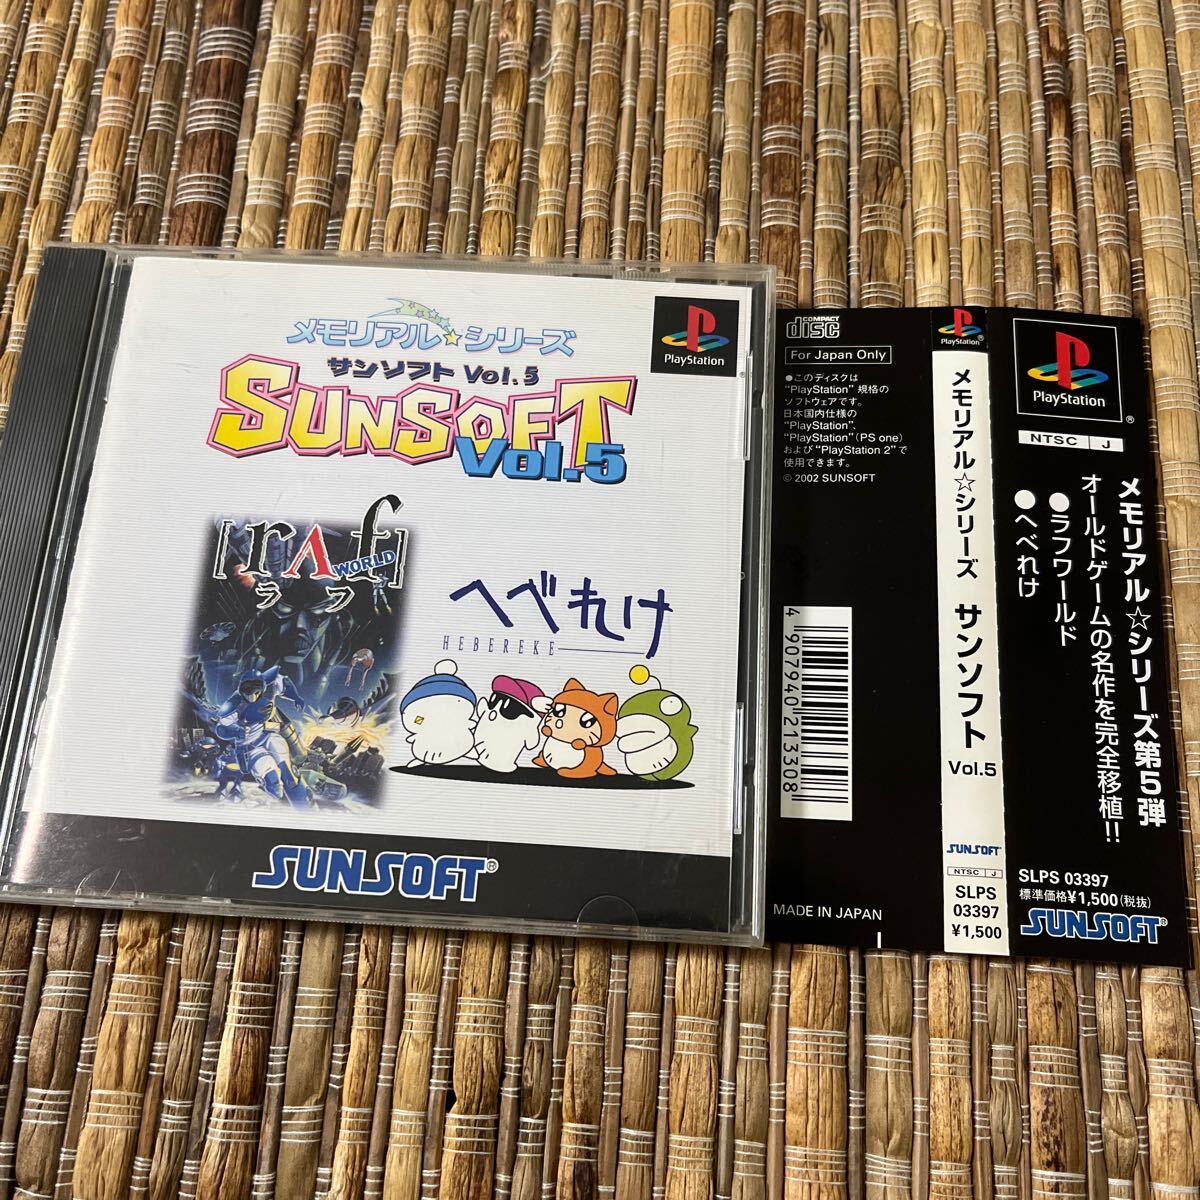 メモリアル☆シリーズ
サンソフト Vol.5
SUNSOFT
Vol.5
PlayStation
[rAf]
WORLD
ラフ
へべれけ
HEBEREKE
SUNSOFT®
COMPACT
disc
For Japan Only
●このディスクは
"PlayStation" 規格の
ソフトウェアです。
日本国内仕様の
"PlayStation"、
"PlayStation"(PS one)
および"PlayStation 2"で
使用できます。
© 2002 SUNSOFT
4 907940 213308
MADE IN JAPAN
PlayStation
メモリアル☆シリーズ サンソフト Vol.5
SUNSOFT
NTSC J
SLPS
03397
¥1,500
PlayStation
®
NTSC J
メモリアル☆シリーズ第5弾
オールドゲームの名作を完全移植!!
●ラフワールド
●へべれけ
SLPS 03397
標準価格¥1,500(税抜)
SUNSOFT®